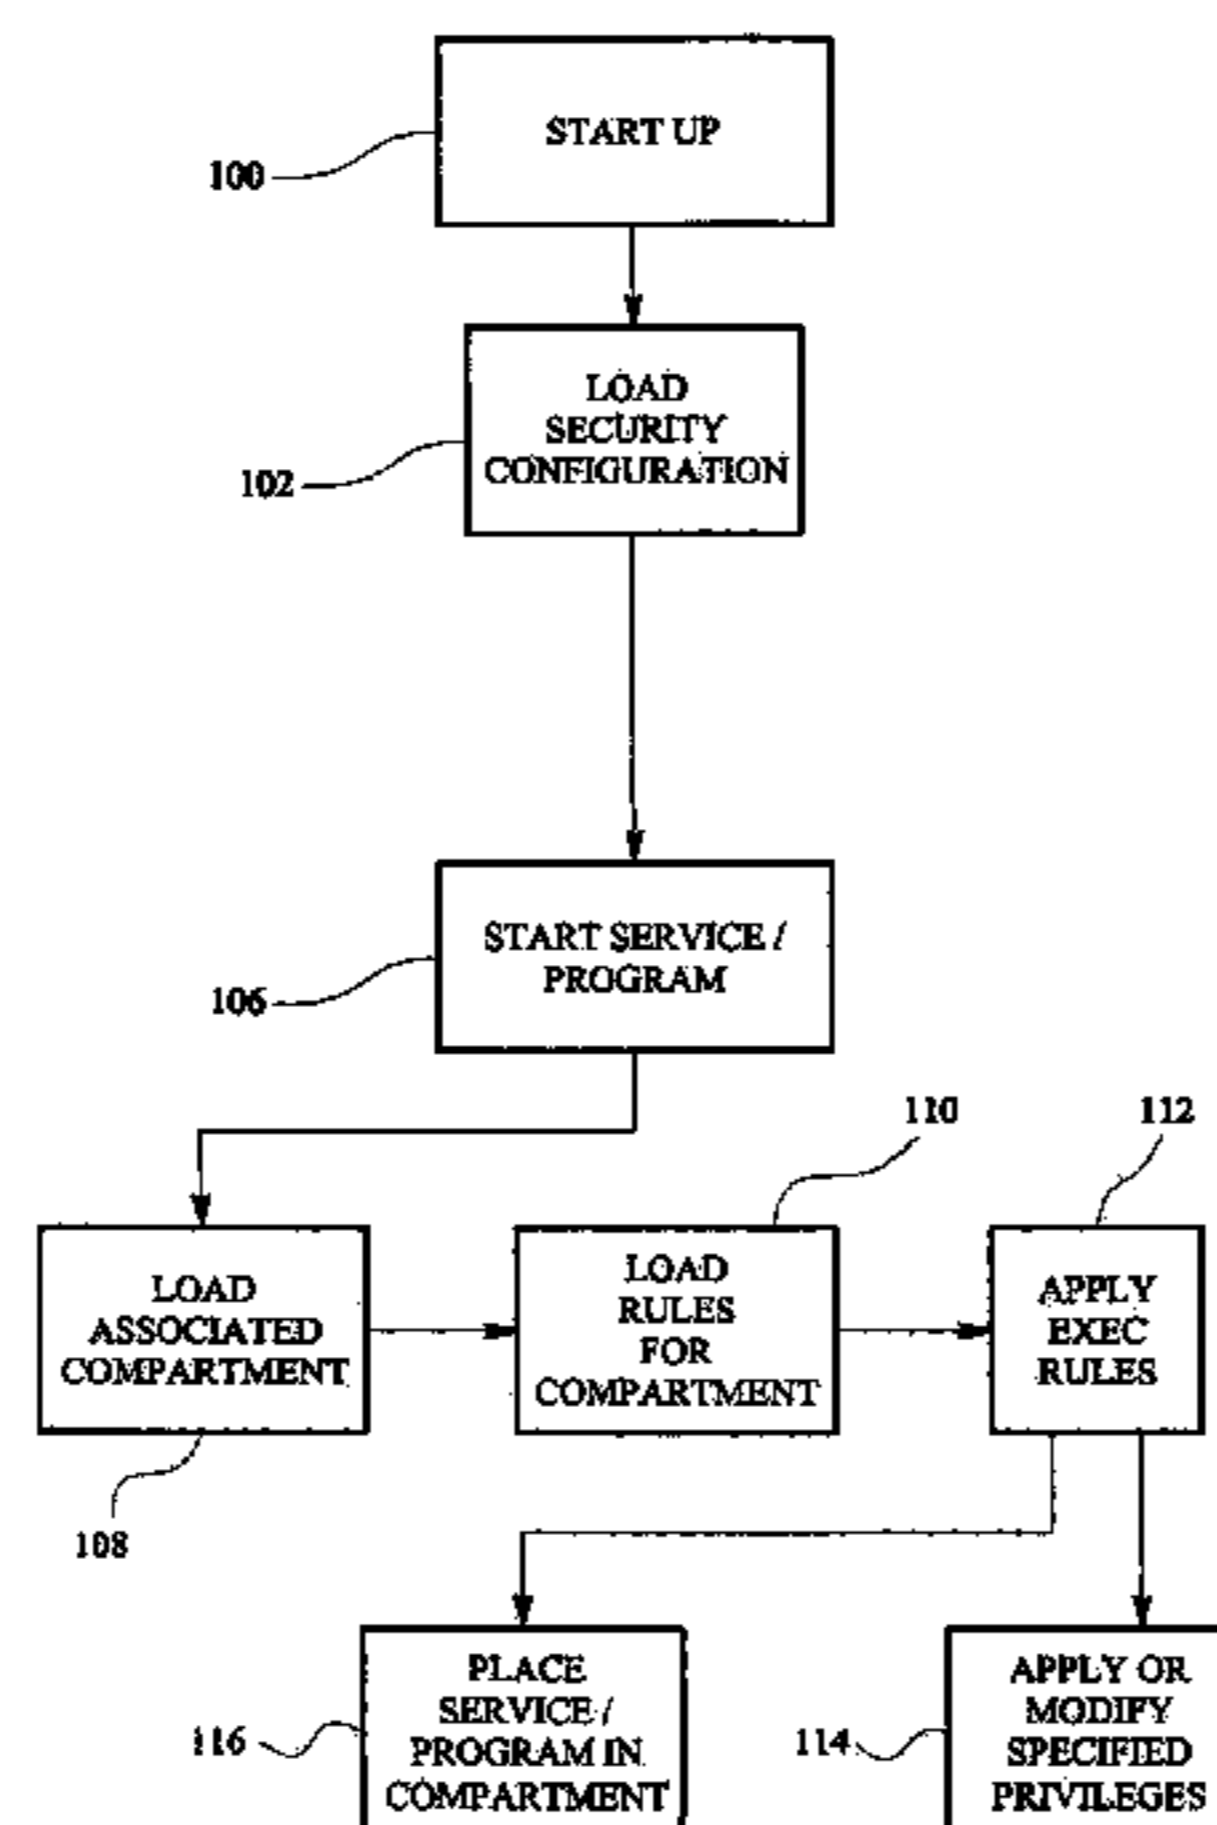 START UP
100
LOAD
SECURITY
CONFIGURATION
102
START SERVICE /
PROGRAM
106
110
112
LOAD
ASSOCIATED
COMPARTMENT
LOAD
RULES
FOR
COMPARTMENT
APPLY
EXEC
RULES
108
PLACE
SERVICE /
PROGRAM IN
COMPARTMENT
116
APPLY OR
MODIFY
SPECIFIED
PRIVILEGES
114